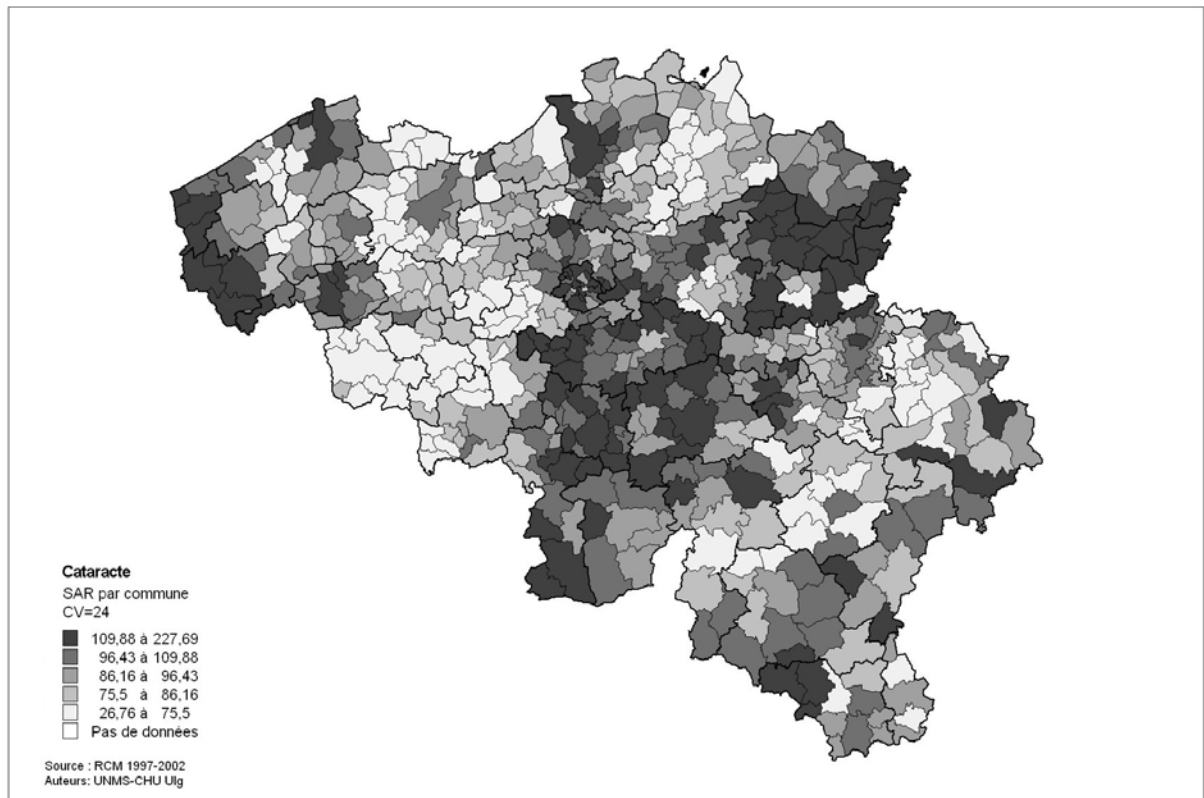 Cataracte
SAR par commune
CV=24
109,88 à 227,69
96,43 à 109,88
86,16 à 96,43
75,5 à 86,16
26,76 à 75,5
Pas de données
Source : RCM 1997-2002
Auteurs: UNMS-CHU Ulg